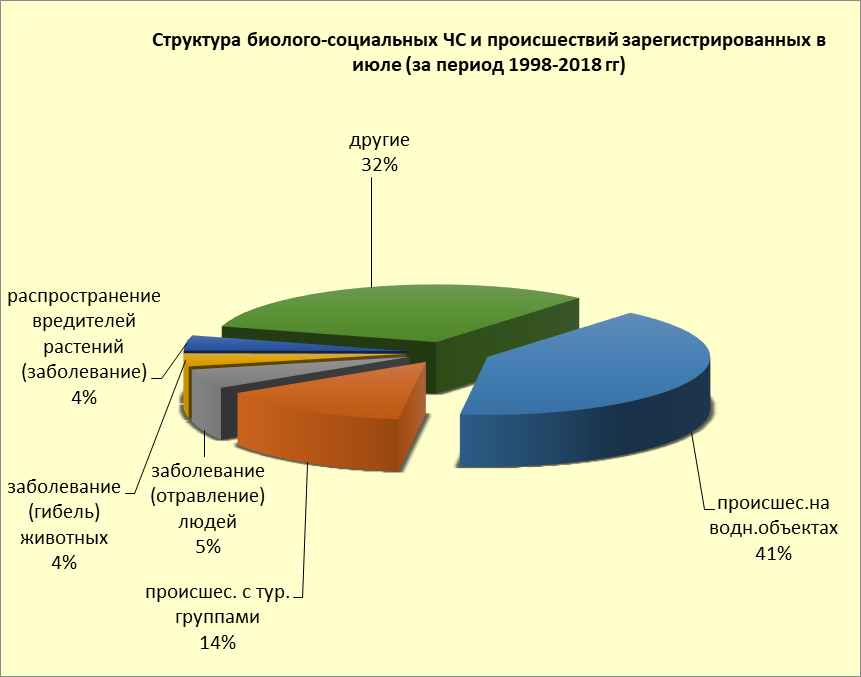 Структура биолого-социальных ЧС и происшествий зарегистрированных в
июле (за период 1998-2018 гг)
другие
32%
распространение
вредителей
растений
(заболевание)
4%
заболевание
(гибель)
животных
4%
заболевание
(отравление)
людей
5%
происшес. с тур.
группами
14%
происшес.на
водн.объектах
41%